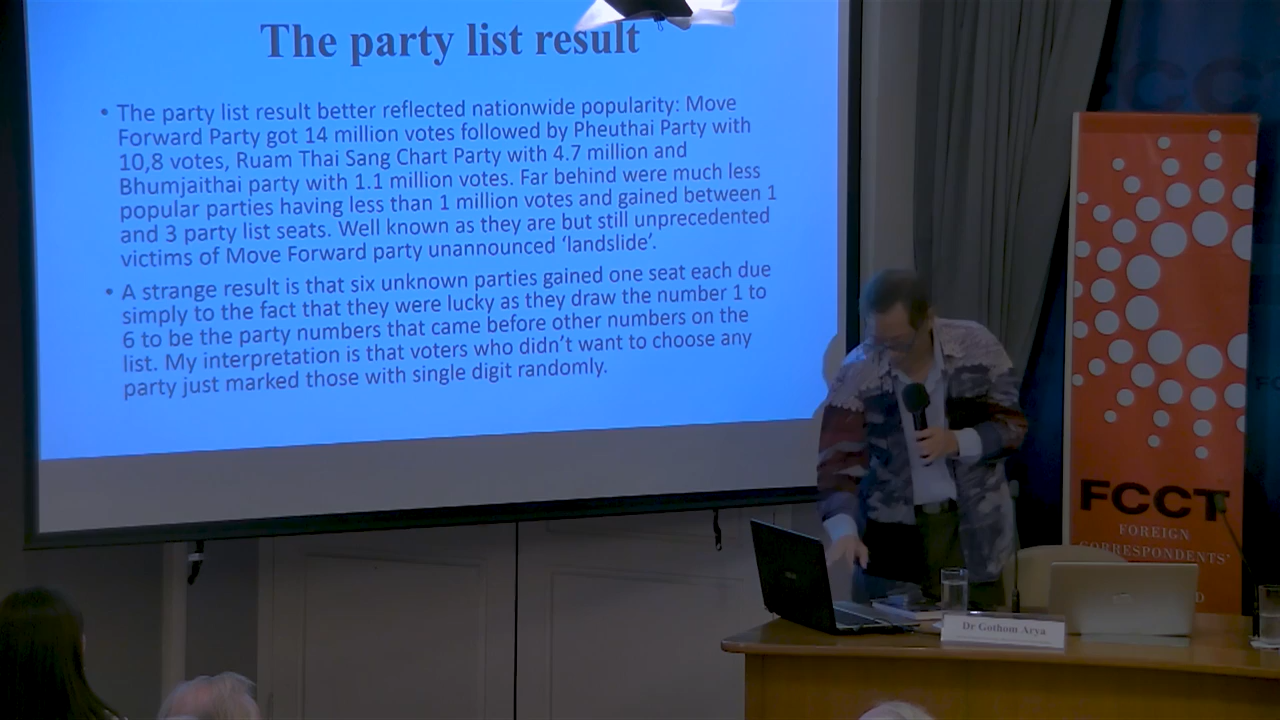 The party list result
• The party list result better reflected nationwide popularity: Move
Forward Party got 14 million votes followed by Pheuthai Party with
10,8 votes, Ruam Thai Sang Chart Party with 4.7 million and
Bhumjaithai party with 1.1 million votes. Far behind were much less
popular parties having less than 1 million votes and gained between 1
and 3 party list seats. Well known as they are but still unprecedented
victims of Move Forward party unannounced ‘landslide’.
• A strange result is that six unknown parties gained one seat each due
simply to the fact that they were lucky as they draw the number 1 to
6 to be the party numbers that came before other numbers on the
list. My interpretation is that voters who didn’t want to choose any
party just marked those with single digit randomly.
FCCT
FCCT
FOREIGN
CORRESPONDENTS'
Dr Gothom Arya